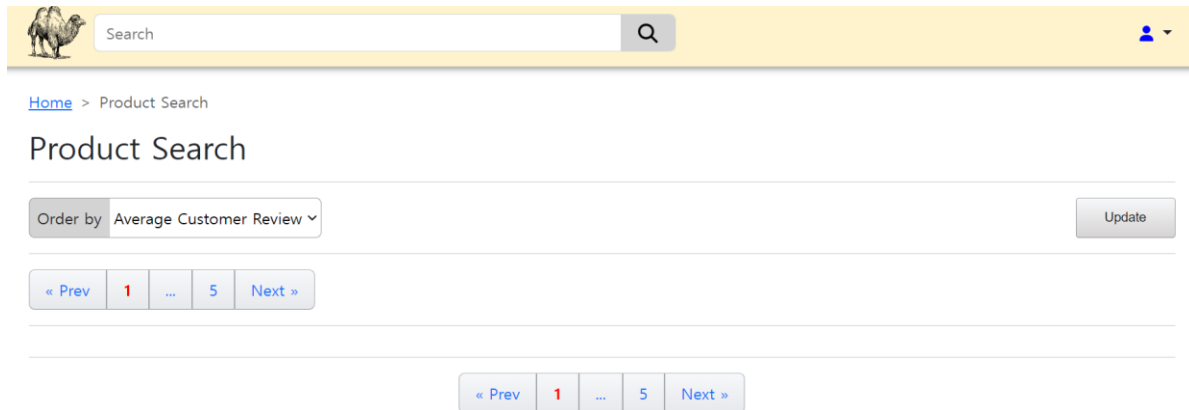 Search
Home > Product Search
Product Search
Order by Average Customer Review Update
« Prev 1 ... 5 Next »
« Prev 1 ... 5 Next »